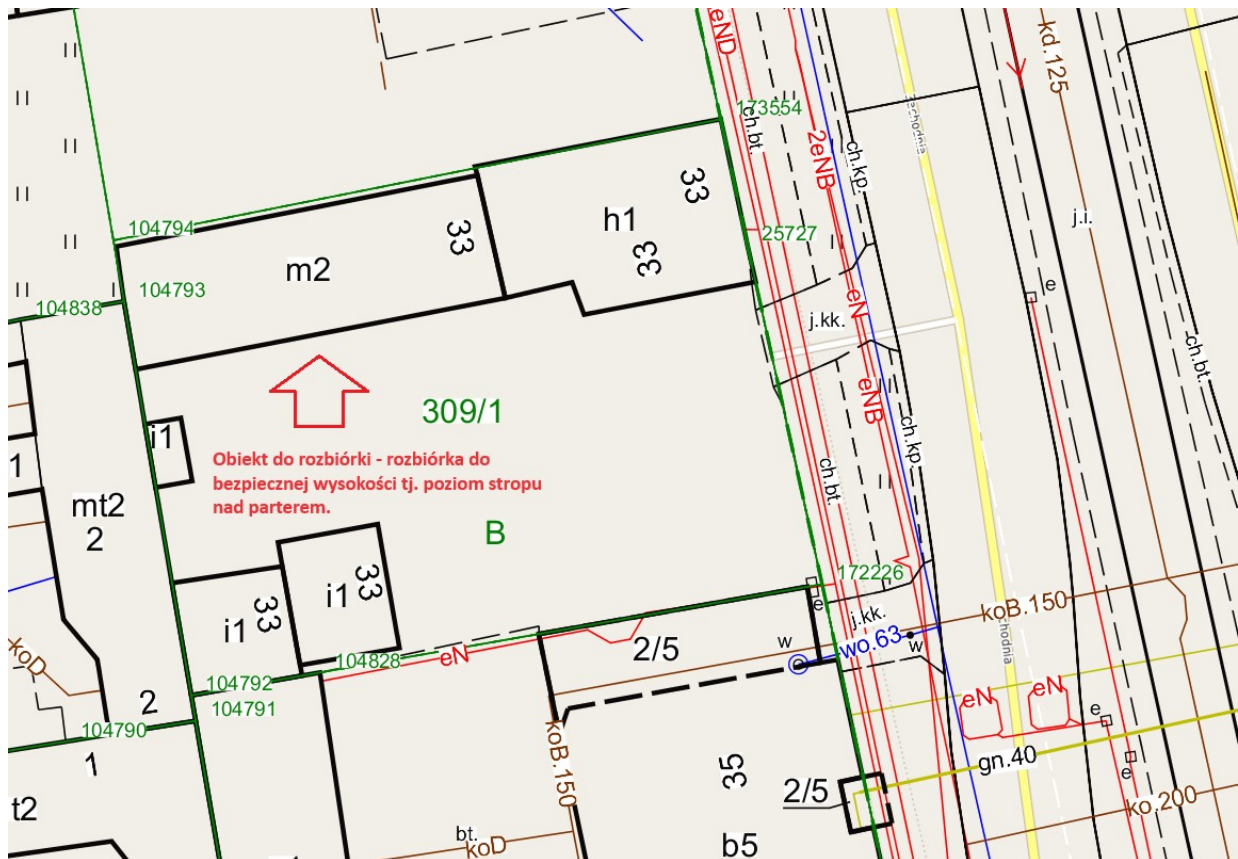 eND
kd.125
173554
ch.bt.
Zachodnia
2eNB
ch.kp.
33
h1
33
33
j.i.
104794
25727
m2
104793
104838
eN
e
j.kk.
ch.bt.
309/1
eNB
i1
ch.kp.
Obiekt do rozbiórki - rozbiórka do
bezpiecznej wysokości tj. poziom stropu
nad parterem.
ch.bt.
1
mt2
2
B
172226
33
i1
e
33
i1
koB.150
j.kk.
2/5
w
wo.63
w
koD
104828
eN
104792
104791
2
eN
eN
e
104790
1
koB.150
35
gn.40
e
2/5
t2
ko.200
bt.
koD
b5